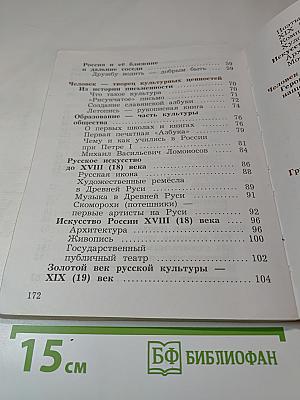 Россия и её ближние
и дальние соседи 59
Дружбу водить — добрым быть 59
Человек — творец культурных ценностей 70
Из истории письменности 70
Что такое культура 71
«Рисунчатое» письмо 72
Создание славянской азбуки 72
Летопись — рукописная книга 74
Образование — часть культуры
общества 76
О первых школах и книгах 76
Первая печатная «Азбука» 79
Чему и как учились в России
при Петре I 81
Михаил Васильевич Ломоносов 84
Русское искусство
до XVIII (18) века 86
Русская икона 88
Художественные ремёсла
в Древней Руси 89
Музыка в Древней Руси 91
Скоморохи (потешники) —
первые артисты на Руси 92
Искусство России XVIII (18) века 96
Архитектура 96
Живопись 100
Государственный
публичный театр 102
Золотой век русской культуры —
XIX (19) век 104
172
15 см
БФ БИБЛИОФАН